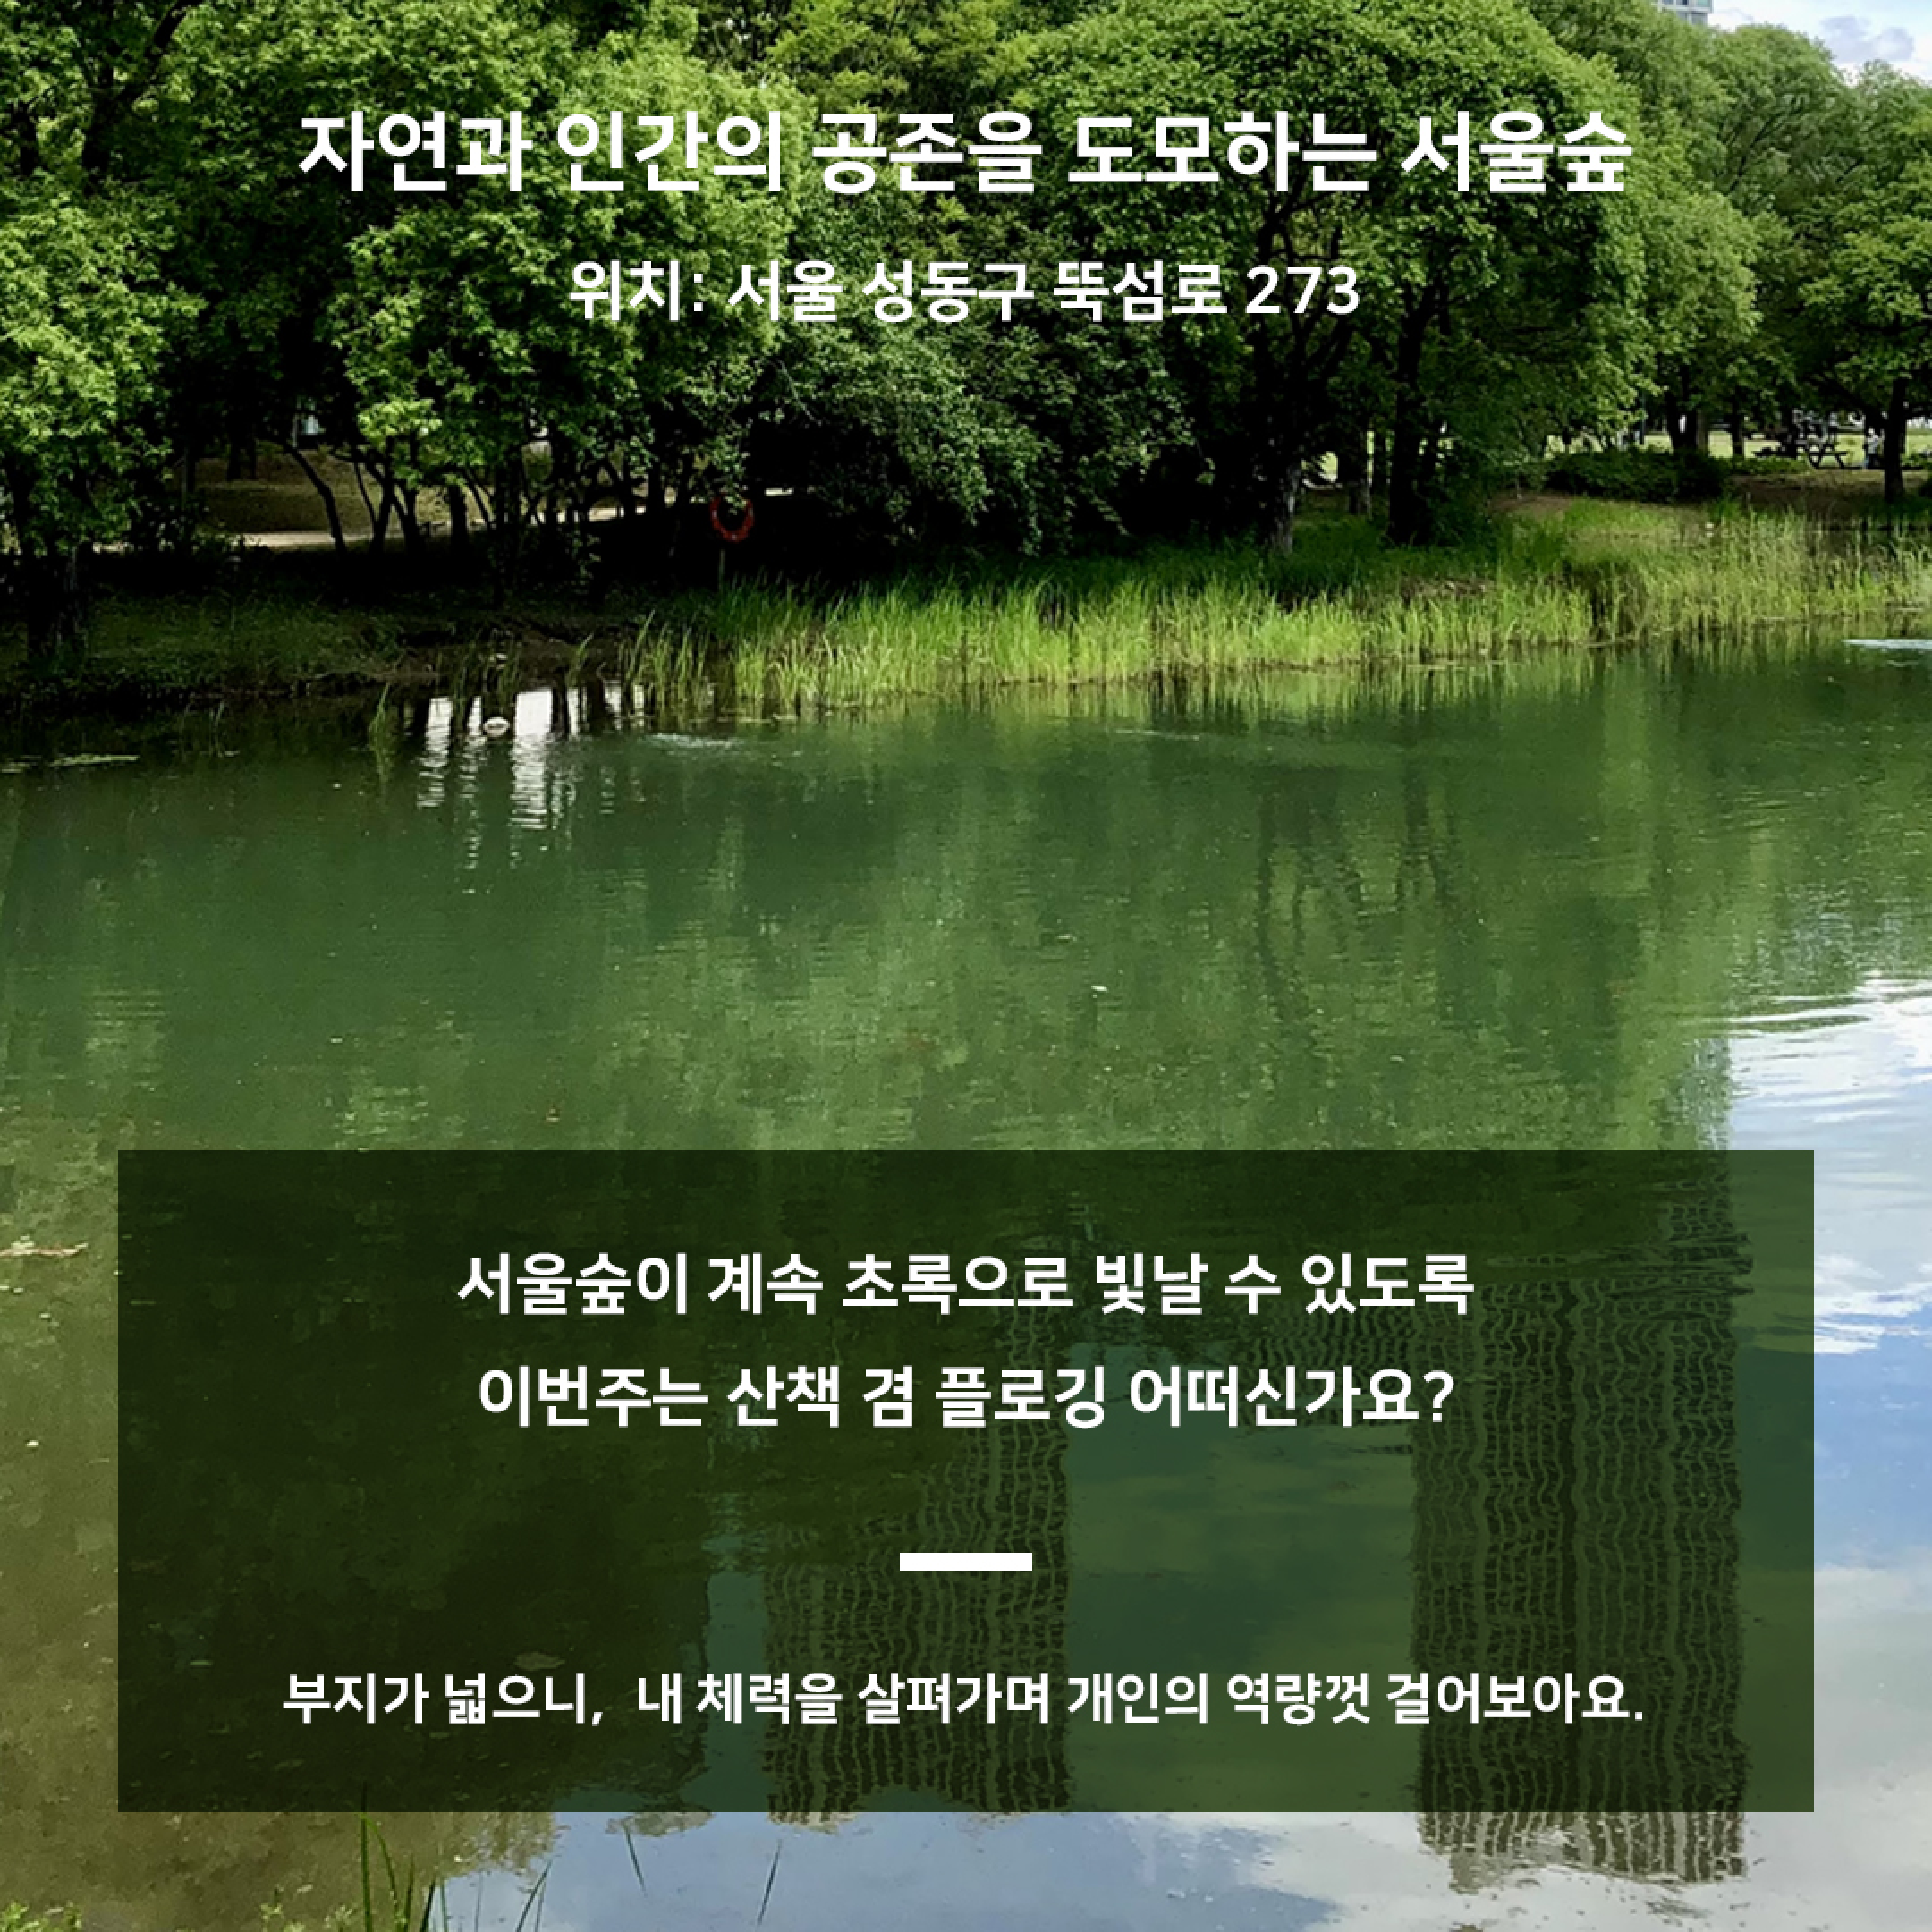 자연과 인간의 공존을 도모하는 서울숲
위치: 서울 성동구 뚝섬로 273
서울숲이 계속 초록으로 빛날 수 있도록
이번주는 산책 겸 플로깅 어떠신가요?
부지가 넓으니, 내 체력을 살펴가며 개인의 역량껏 걸어보아요.